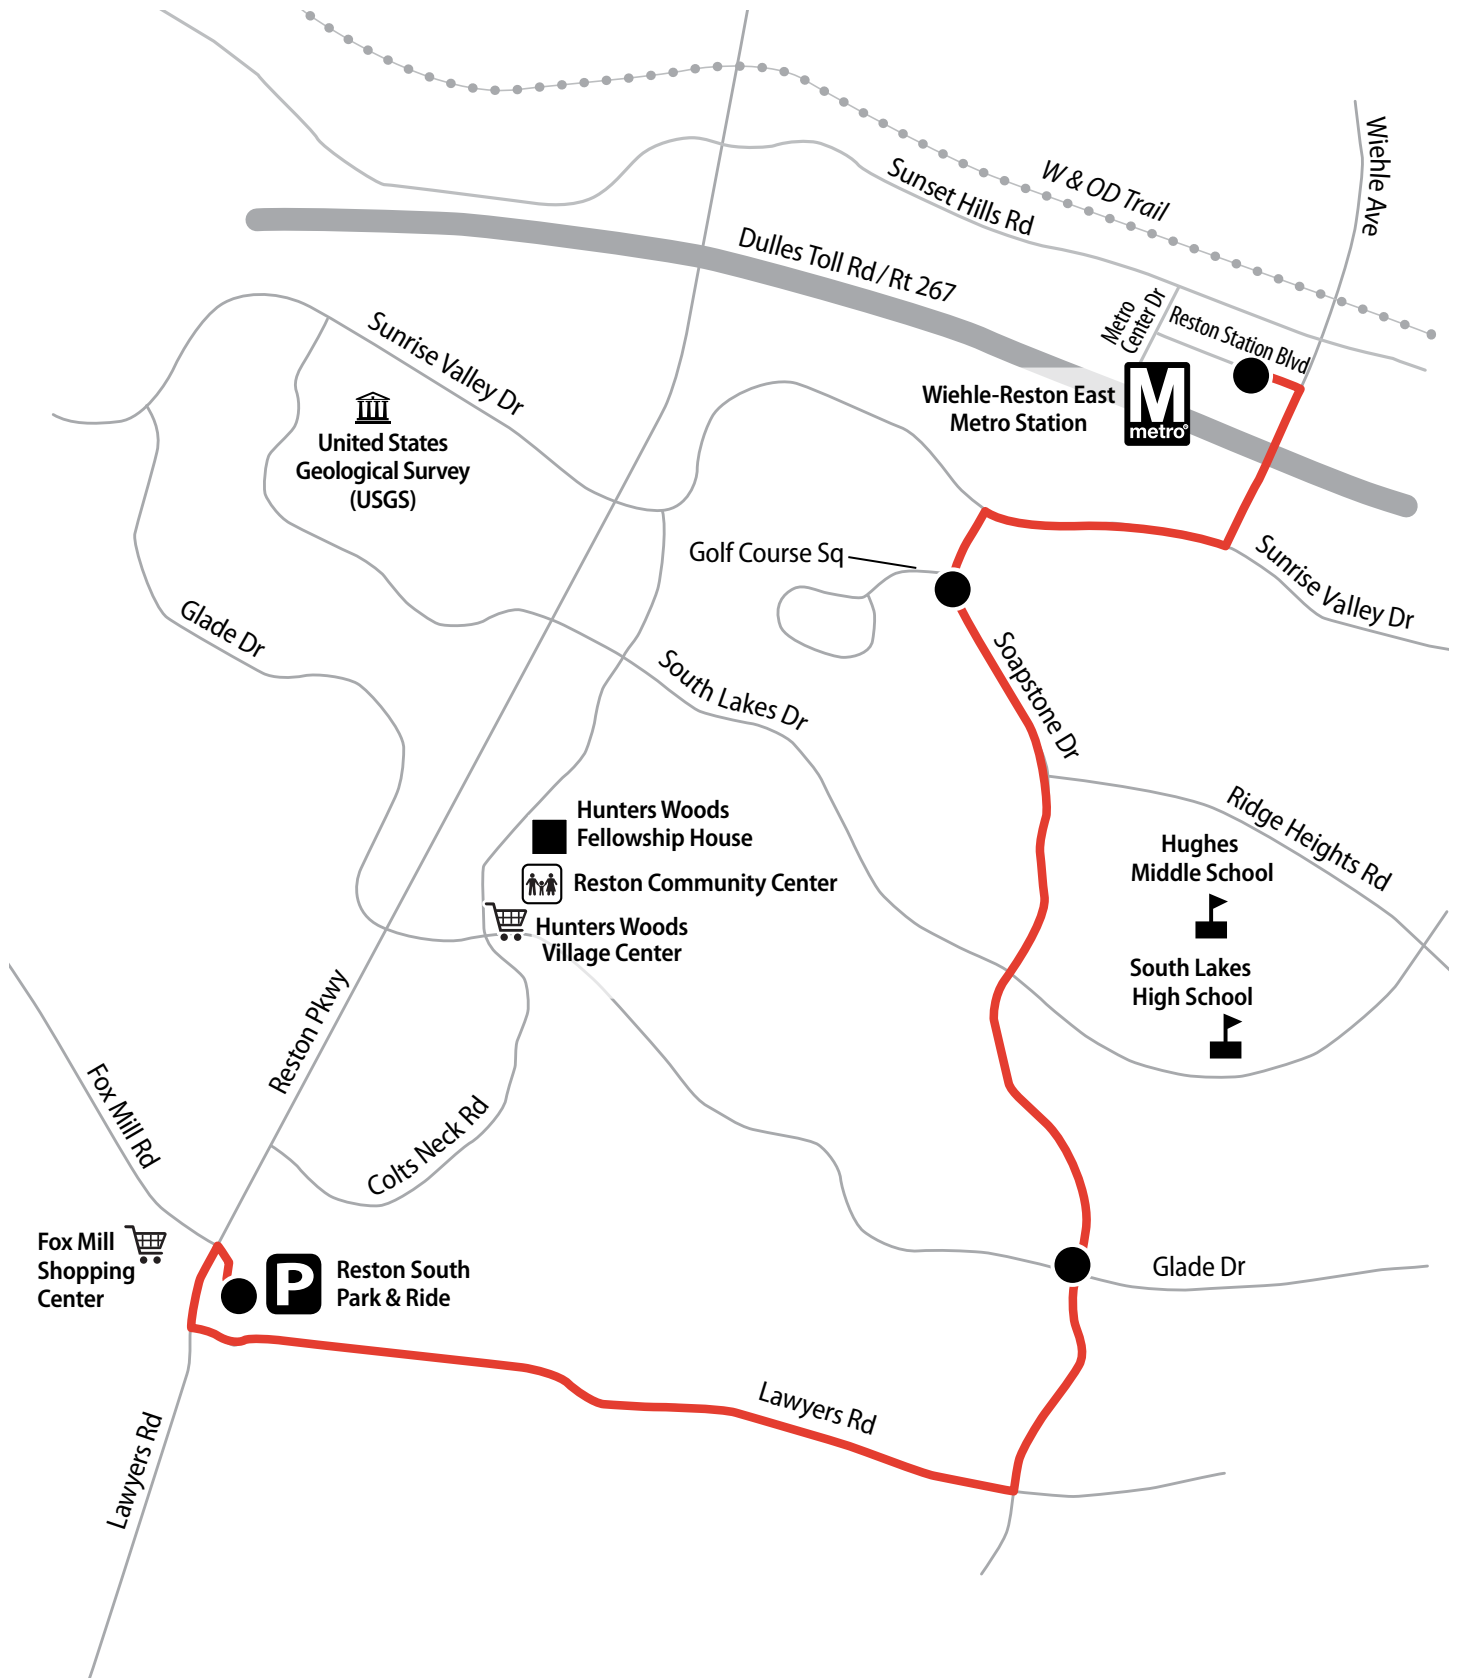 Wiehle Ave
W & OD Trail
Sunset Hills Rd
Dulles Toll Rd / Rt 267
Metro
Center Dr
Reston Station Blvd
Sunrise Valley Dr
Wiehle-Reston East
Metro Station
M
metro
United States
Geological Survey
(USGS)
Golf Course Sq
Sunrise Valley Dr
Glade Dr
Soapstone Dr
South Lakes Dr
Ridge Heights Rd
Hunters Woods
Fellowship House
Hughes
Middle School
Reston Community Center
Hunters Woods
Village Center
South Lakes
High School
Reston Pkwy
Fox Mill Rd
Colts Neck Rd
Fox Mill
Shopping
Center
P
Reston South
Park & Ride
Glade Dr
Lawyers Rd
Lawyers Rd